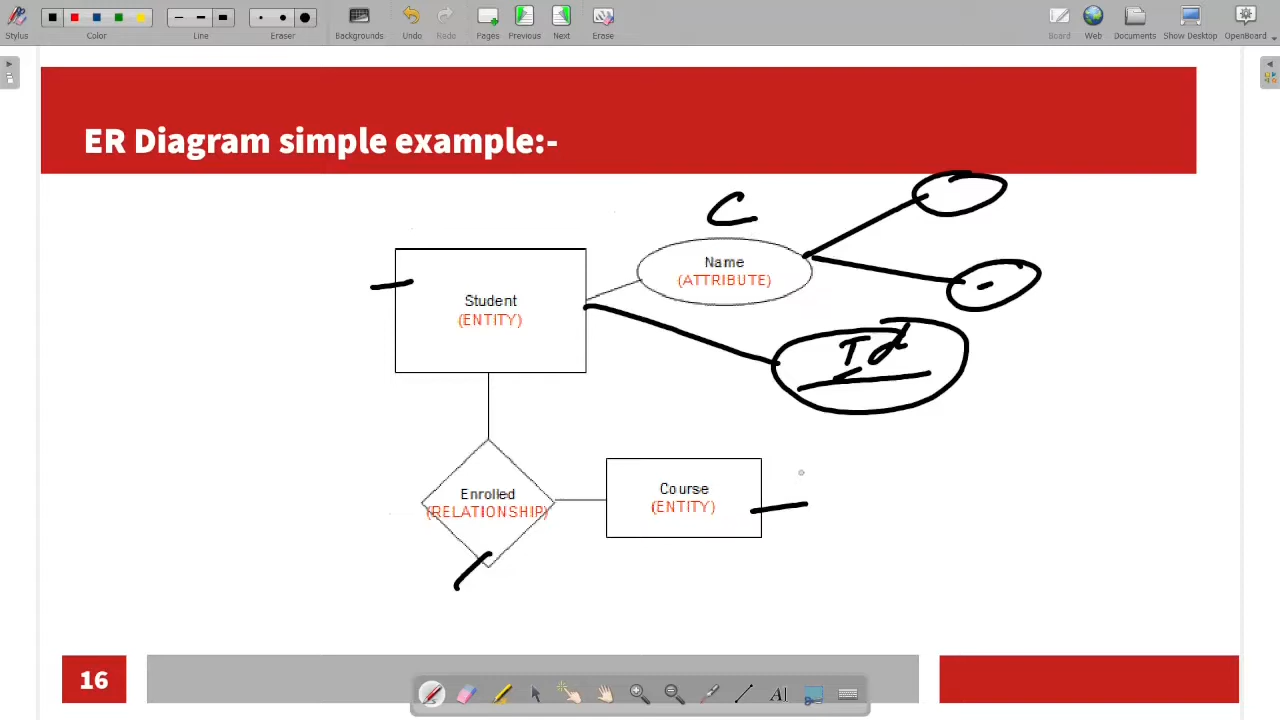 Stylus
Color
Line
Eraser
Backgrounds
Undo
Redo
Pages
Previous
Next
Erase
Board
Web
Documents
Show Desktop
OpenBoard
ER Diagram simple example:-
C
Name
(ATTRIBUTE)
Student
(ENTITY)
Id
Enrolled
(RELATIONSHIP)
Course
(ENTITY)
16
AI